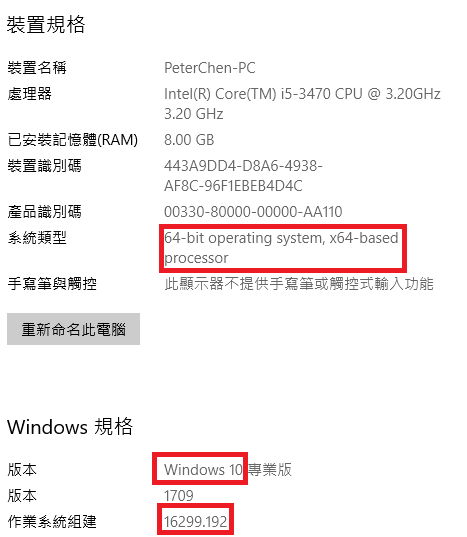 裝置規格
裝置名稱 PeterChen-PC
處理器 Intel(R) Core(TM) i5-3470 CPU @ 3.20GHz
3.20 GHz
已安裝記憶體(RAM) 8.00 GB
裝置識別碼 443A9DD4-D8A6-4938-
AF8C-96F1EBEB4D4C
產品識別碼 00330-80000-00000-AA110
系統類型 64-bit operating system, x64-based
processor
手寫筆與觸控 此顯示器不提供手寫筆或觸控式輸入功能
重新命名此電腦
Windows 規格
版本 Windows 10 專業版
版本 1709
作業系統組建 16299.192